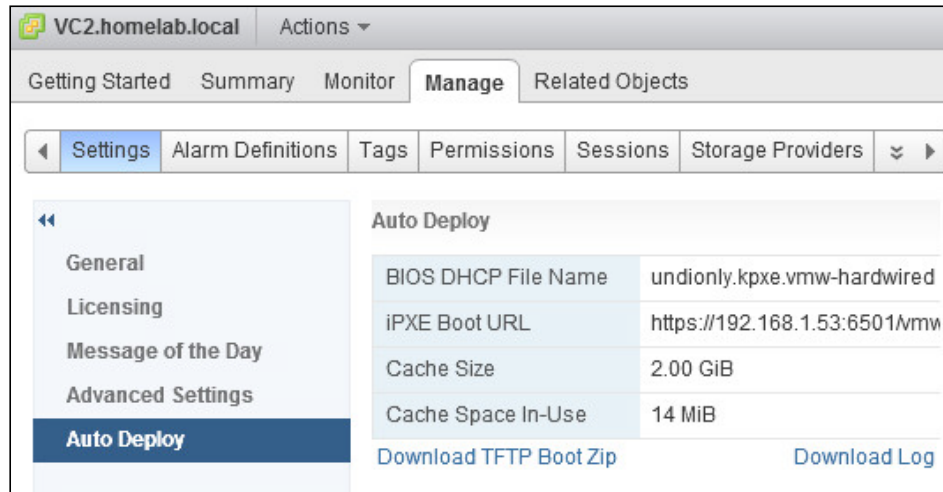 VC2.homelab.local Actions
Getting Started Summary Monitor Manage Related Objects
Settings Alarm Definitions Tags Permissions Sessions Storage Providers
Auto Deploy
General
Licensing
Message of the Day
Advanced Settings
Auto Deploy
BIOS DHCP File Name undionly.kpxe.vmw-hardwired
iPXE Boot URL https://192.168.1.53:6501/vmw
Cache Size 2.00 GiB
Cache Space In-Use 14 MiB
Download TFTP Boot Zip Download Log